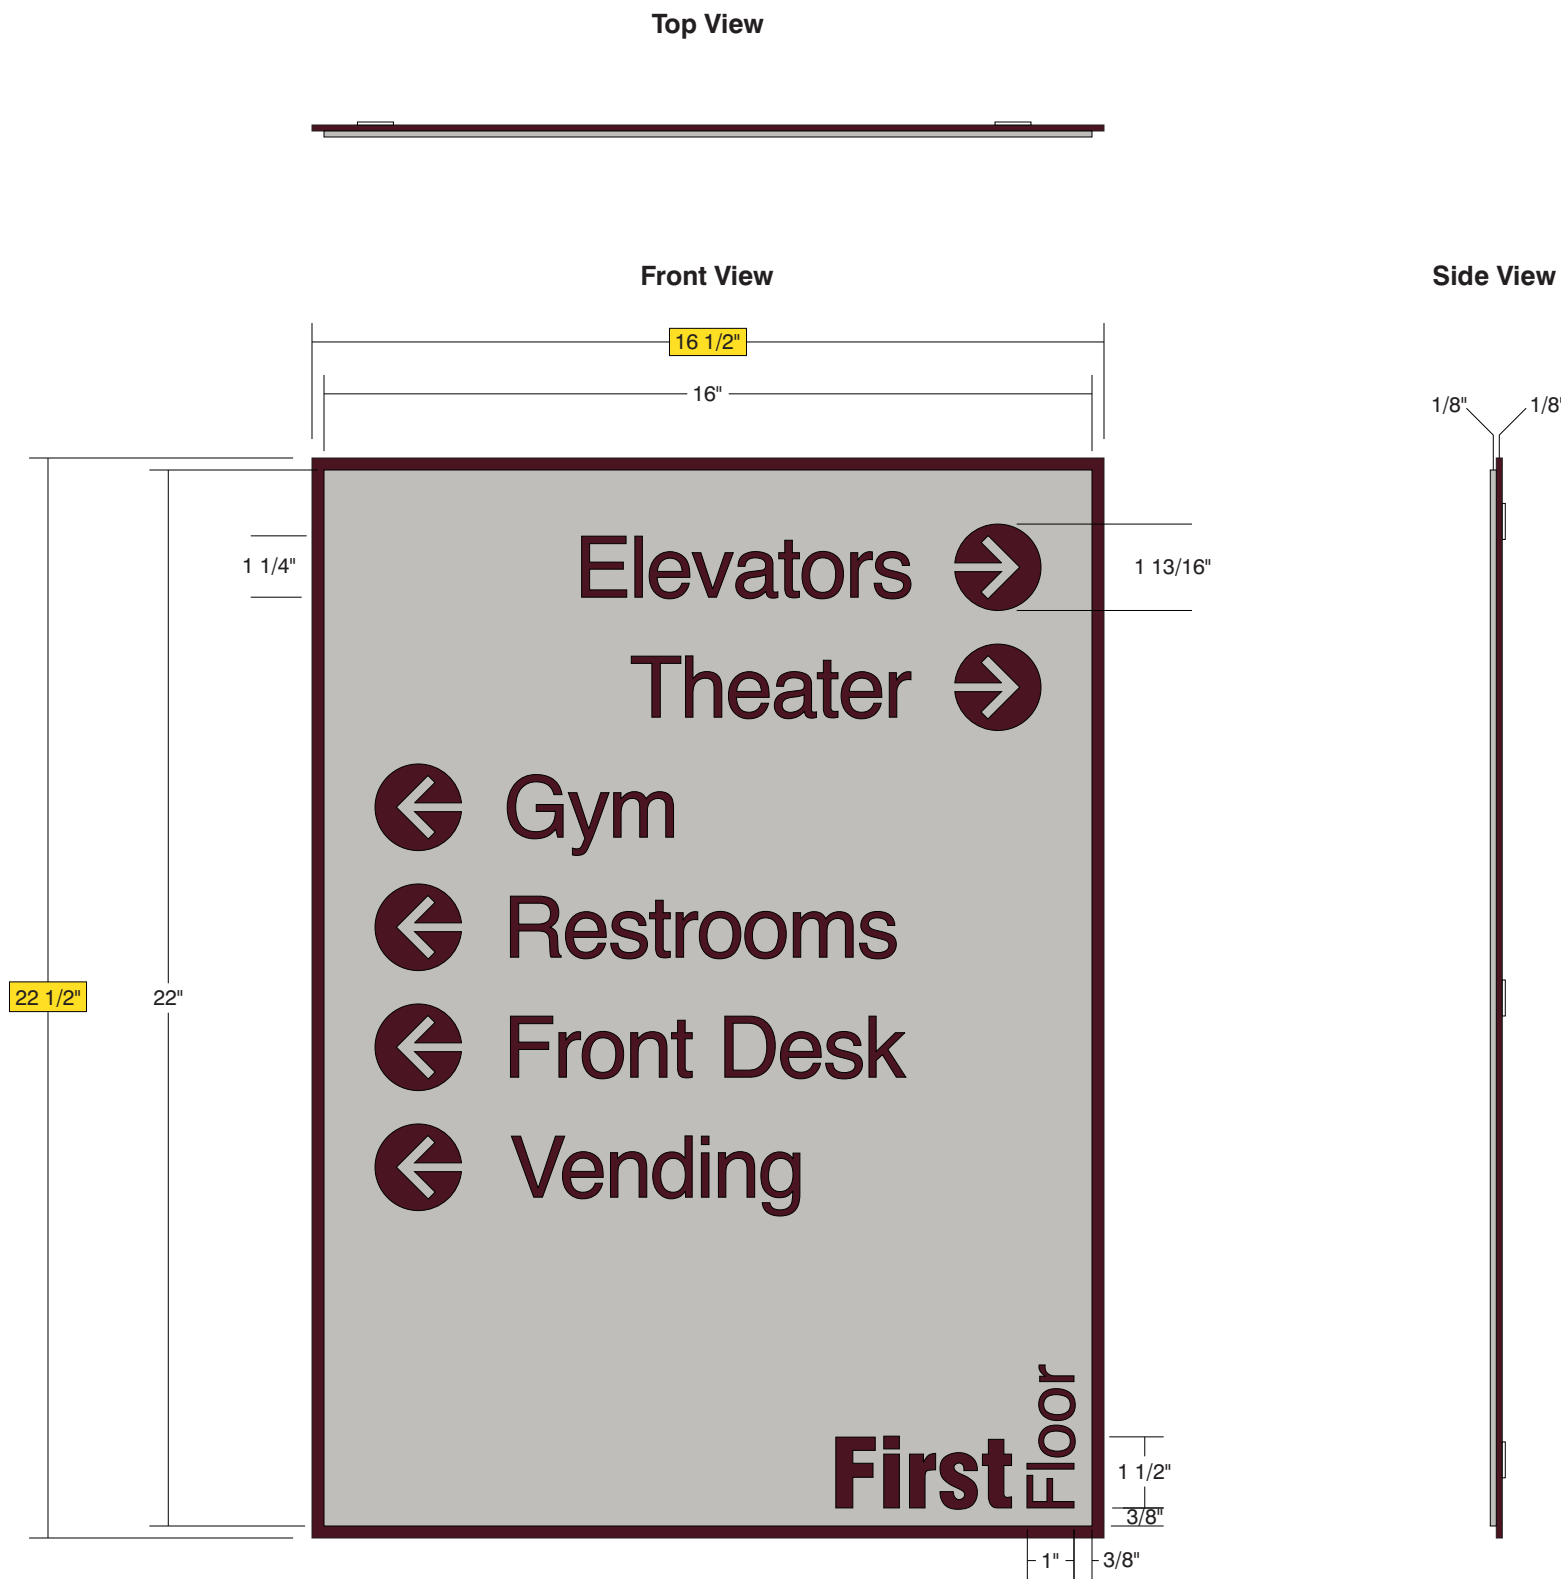 Top View
Front View
Side View
16 1/2"
16"
1/8"
1/8"
Elevators
1 1/4"
1 13/16"
Theater
Gym
Restrooms
22 1/2"
22"
Front Desk
Vending
First
Floor
1 1/2"
3/8"
1"
3/8"